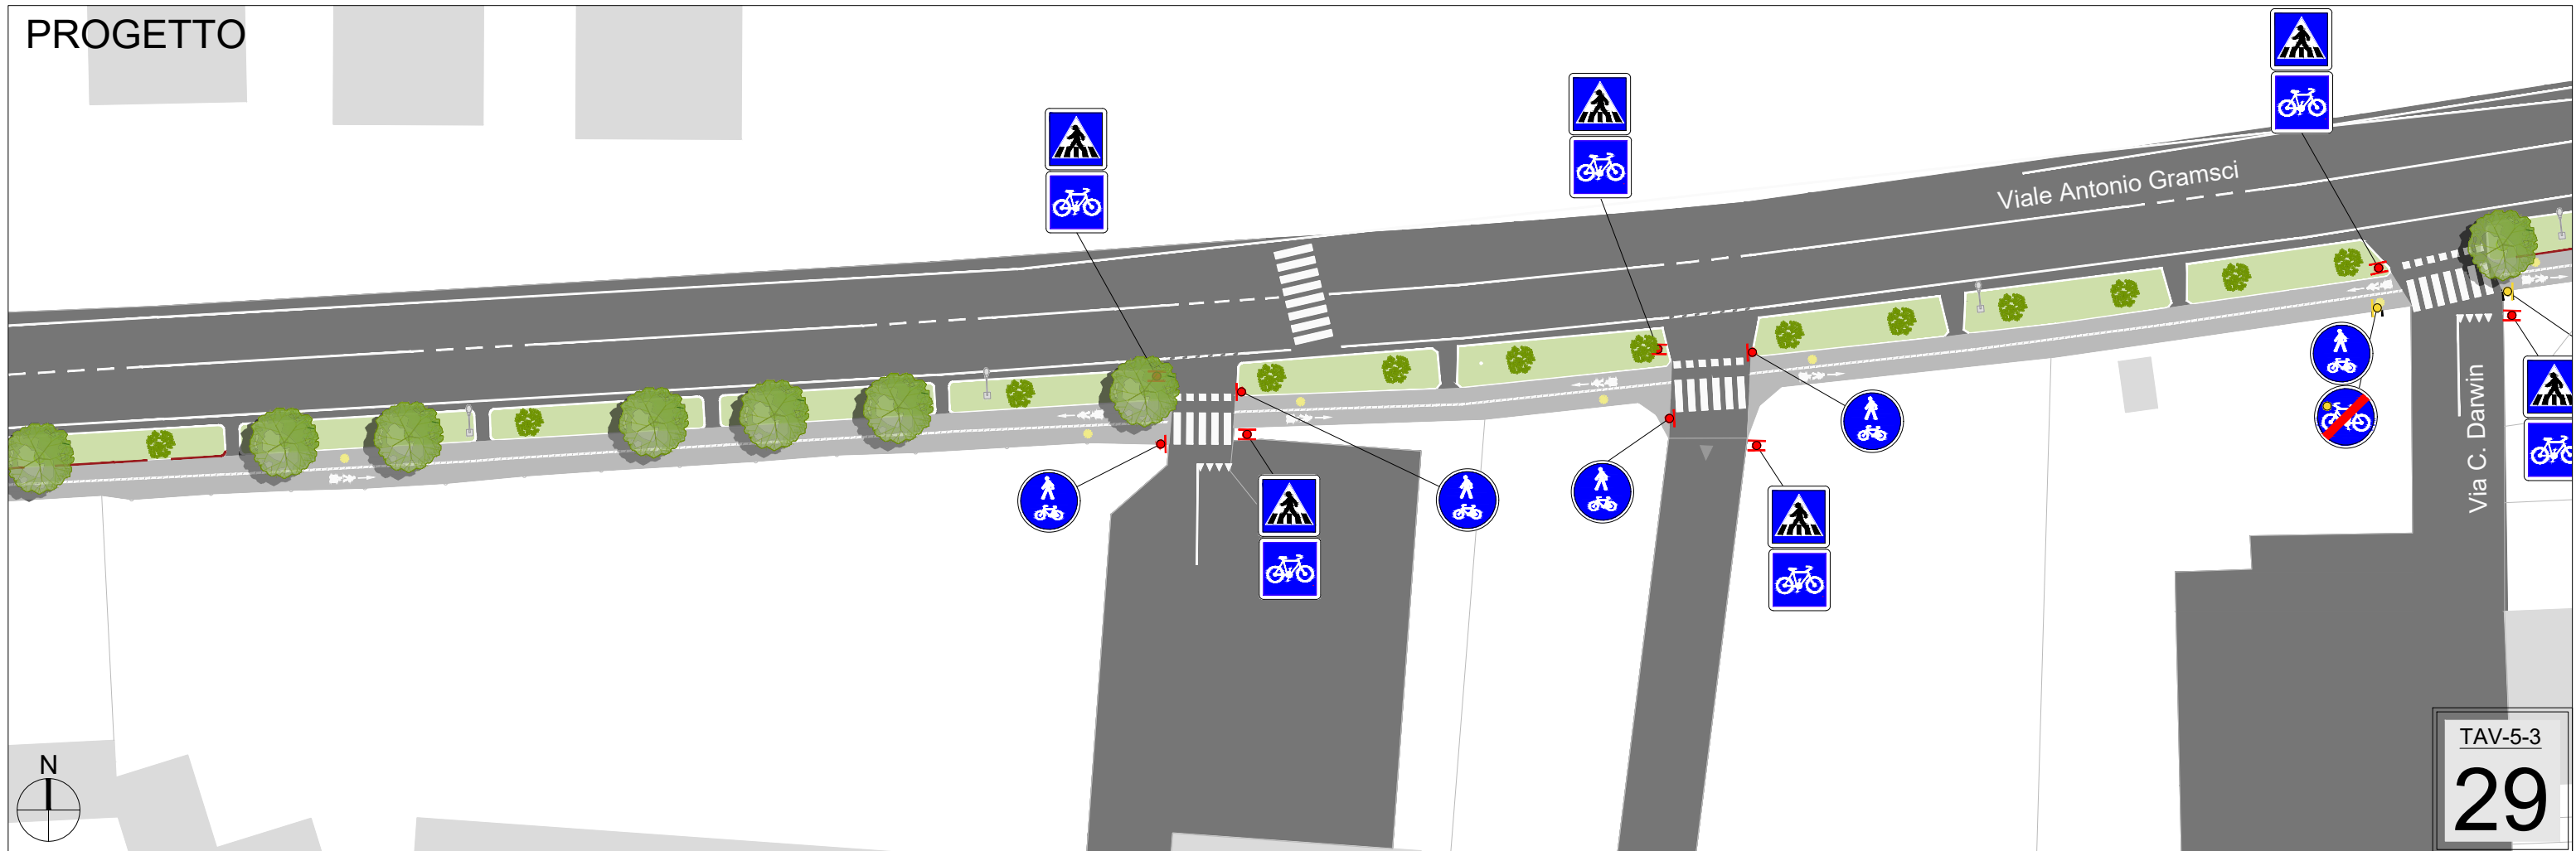 PROGETTO
Viale Antonio Gramsci
Via C. Darwin
N
TAV-5-3
29